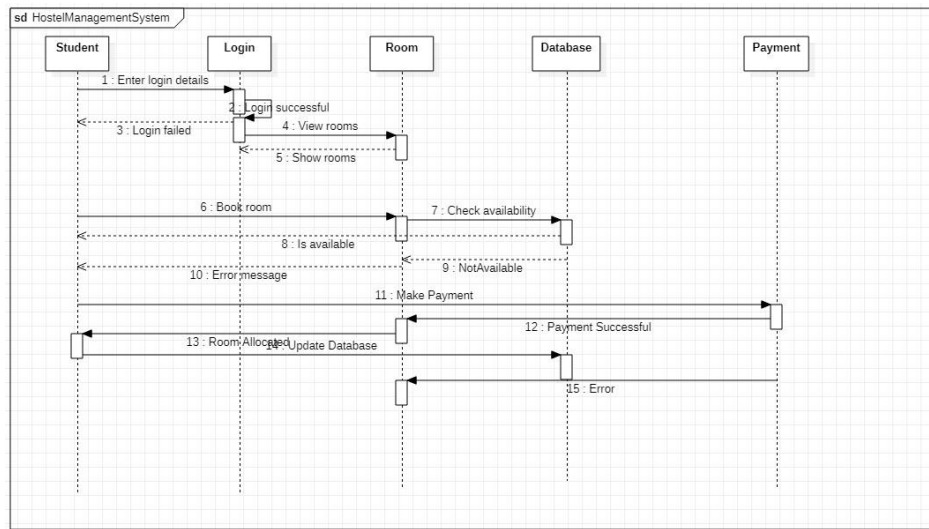 sd HostelManagementSystem
Student Login Room Database Payment
1 : Enter login details
2 : Login successful
3 : Login failed
4 : View rooms
5 : Show rooms
6 : Book room
7 : Check availability
8 : Is available
9 : NotAvailable
10 : Error message
11 : Make Payment
12 : Payment Successful
13 : Room Allocated
14 : Update Database
15 : Error